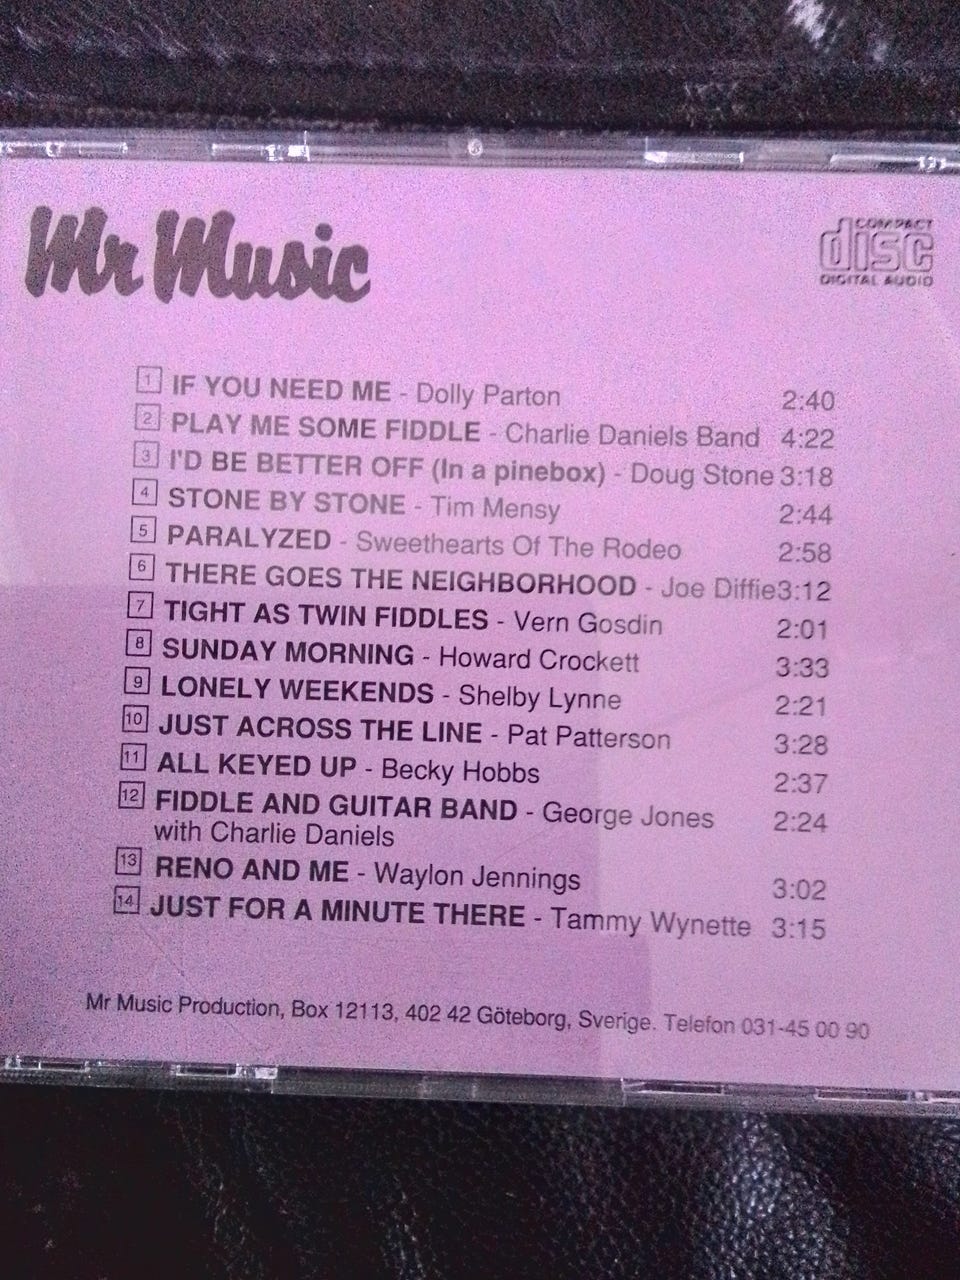 Mr Music
COMPACT
disc
DIGITAL AUDIO
1 IF YOU NEED ME - Dolly Parton 2:40
2 PLAY ME SOME FIDDLE - Charlie Daniels Band 4:22
3 I'D BE BETTER OFF (In a pinebox) - Doug Stone 3:18
4 STONE BY STONE - Tim Mensy 2:44
5 PARALYZED - Sweethearts Of The Rodeo 2:58
6 THERE GOES THE NEIGHBORHOOD - Joe Diffie 3:12
7 TIGHT AS TWIN FIDDLES - Vern Gosdin 2:01
8 SUNDAY MORNING - Howard Crockett 3:33
9 LONELY WEEKENDS - Shelby Lynne 2:21
10 JUST ACROSS THE LINE - Pat Patterson 3:28
11 ALL KEYED UP - Becky Hobbs 2:37
12 FIDDLE AND GUITAR BAND - George Jones 2:24
with Charlie Daniels
13 RENO AND ME - Waylon Jennings 3:02
14 JUST FOR A MINUTE THERE - Tammy Wynette 3:15
Mr Music Production, Box 12113, 402 42 Göteborg, Sverige. Telefon 031-45 00 90